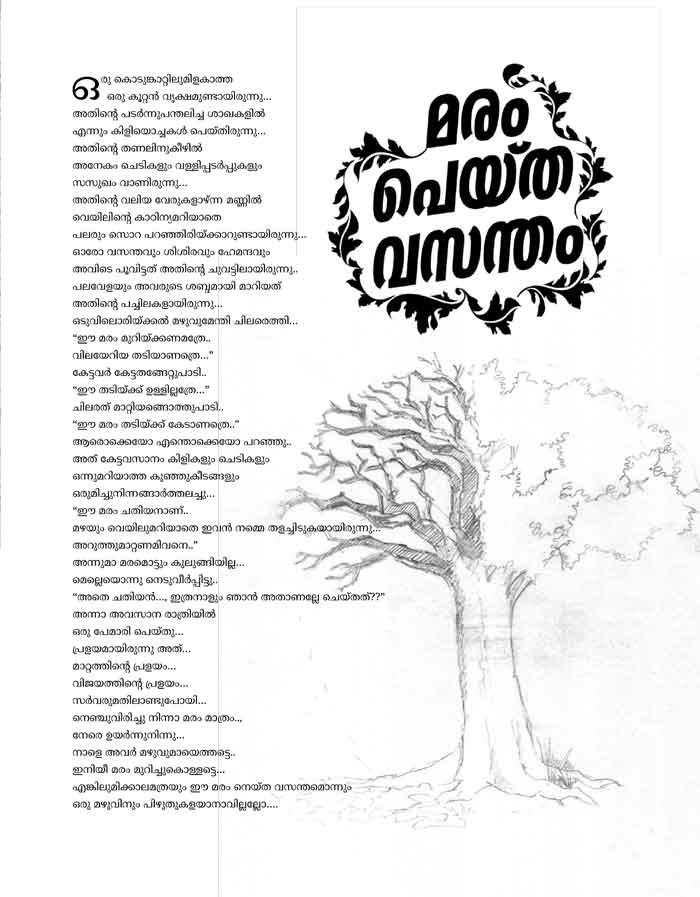 മരം
പെയ്ത
വസന്തം
ഒരു കൊടുങ്കാറ്റിലുമിളകാത്ത
ഒരു കൂറ്റൻ വൃക്ഷമുണ്ടായിരുന്നു...
അതിന്റെ പടർന്നുപന്തലിച്ച ശാഖകളിൽ
എന്നും കിളിയൊച്ചകൾ പെയ്തിരുന്നു...
അതിന്റെ തണലിനുകീഴിൽ
അനേകം ചെടികളും വള്ളിപ്പടർപ്പുകളും
സസുഖം വാണിരുന്നു...
അതിന്റെ വലിയ വേരുകളാഴ്ന്ന മണ്ണിൽ
വെയിലിന്റെ കാഠിന്യമറിയാതെ
പലരും സൊറ പറഞ്ഞിരിയ്ക്കാറുണ്ടായിരുന്നു...
ഓരോ വസന്തവും ശിശിരവും ഹേമന്ദവും
അവിടെ പൂവിട്ടത് അതിന്റെ ചുവട്ടിലായിരുന്നു..
പലവേളയും അവരുടെ ശബ്ദമായി മാറിയത്
അതിന്റെ പച്ചിലകളായിരുന്നു...
ഒടുവിലൊരിയ്ക്കൽ മഴുവുമേന്തി ചിലരെത്തി...
“ഈ മരം മുറിയ്ക്കണമത്രേ..
വിലയേറിയ തടിയാണത്രെ...”
കേട്ടവർ കേട്ടതങ്ങേറ്റുപാടി..
“ഈ തടിയ്ക്ക് ഉള്ളില്ലത്രേ...”
ചിലരത് മാറ്റിയങ്ങൊത്തുപാടി..
“ഈ മരം തടിയ്ക്ക് കേടാണത്രെ..”
ആരൊക്കെയോ എന്തൊക്കെയോ പറഞ്ഞു..
അത് കേട്ടവസാനം കിളികളും ചെടികളും
ഒന്നുമറിയാത്ത കുഞ്ഞുകീടങ്ങളും
ഒരുമിച്ചുനിന്നങ്ങാർത്തലച്ചു...
“ഈ മരം ചതിയനാണ്..
മഴയും വെയിലുമറിയാതെ ഇവൻ നമ്മെ തളച്ചിടുകയായിരുന്നു...
അറുത്തുമാറ്റണമിവനെ..”
അന്നുമാ മരമൊട്ടും കുലുങ്ങിയില്ല...
മെല്ലെയൊന്നു നെടുവീർപ്പിട്ടു..
“അതെ ചതിയൻ..., ഇത്രനാളും ഞാൻ അതാണല്ലേ ചെയ്തത്??”
അന്നാ അവസാന രാത്രിയിൽ
ഒരു പേമാരി പെയ്തു...
പ്രളയമായിരുന്നു അത്...
മാറ്റത്തിന്റെ പ്രളയം...
വിജയത്തിന്റെ പ്രളയം...
സർവരുമതിലാണ്ടുപോയി...
നെഞ്ചുവിരിച്ചു നിന്നാ മരം മാത്രം..,
നേരെ ഉയർന്നുനിന്നു...
നാളെ അവർ മഴുവുമായെത്തട്ടെ..
ഇനിയീ മരം മുറിച്ചുകൊള്ളട്ടെ...
എങ്കിലുമിക്കാലമത്രയും ഈ മരം നെയ്ത വസന്തമൊന്നും
ഒരു മഴുവിനും പിഴുതുകളയാനാവില്ലല്ലോ....